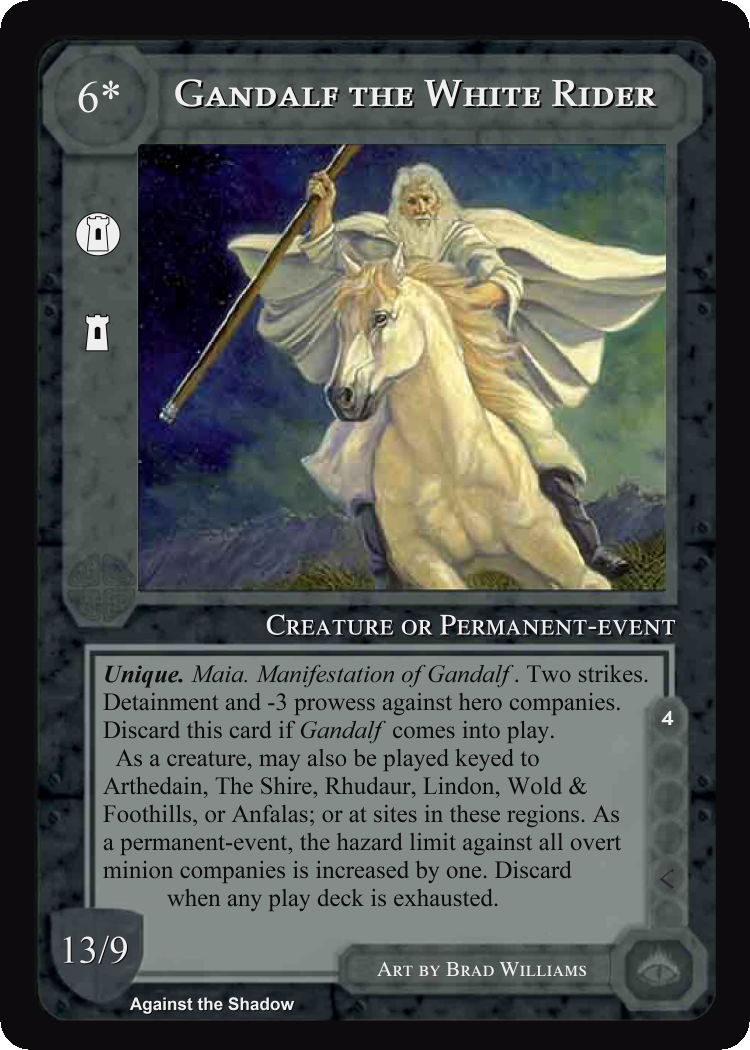 6*
Gandalf the White Rider
Creature or Permanent-event
Unique. Maia. Manifestation of Gandalf. Two strikes.
Detainment and -3 prowess against hero companies.
Discard this card if Gandalf comes into play.
As a creature, may also be played keyed to
Arthedain, The Shire, Rhudaur, Lindon, Wold &
Foothills, or Anfalas; or at sites in these regions. As
a permanent-event, the hazard limit against all overt
minion companies is increased by one. Discard
when any play deck is exhausted.
4
13/9
Art by Brad Williams
Against the Shadow